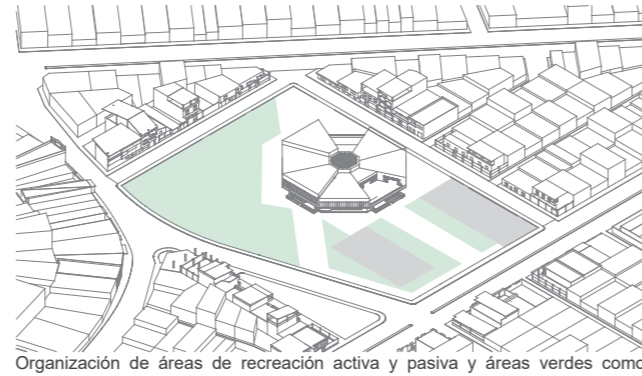 Organización de áreas de recreación activa y pasiva y áreas verdes como